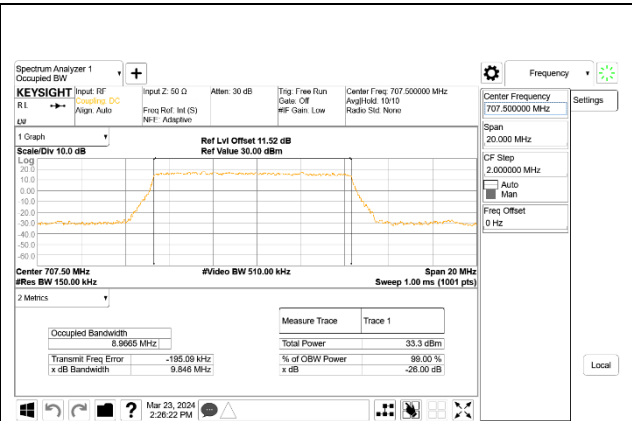 Spectrum Analyzer 1
Occupied BW
Frequency
KEYSIGHT
Input: RF
Coupling: DC
Align: Auto
Input Z: 50 Ω
Freq Ref: Int (S)
NFE: Adaptive
Atten: 30 dB
Trig: Free Run
Gate: Off
#IF Gain: Low
Center Freq: 707.500000 MHz
Avg|Hold: 10/10
Radio Std: None
RL
Center Frequency
707.500000 MHz
Settings
Span
20.000 MHz
CF Step
2.000000 MHz
Auto
Man
Freq Offset
0 Hz
1 Graph
Scale/Div 10.0 dB
Ref Lvl Offset 11.52 dB
Ref Value 30.00 dBm
Log
20.0
10.0
0.00
-10.0
-20.0
-30.0
-40.0
-50.0
-60.0
Center 707.50 MHz
#Video BW 510.00 kHz
Span 20 MHz
#Res BW 150.00 kHz
Sweep 1.00 ms (1001 pts)
2 Metrics
Measure Trace
Trace 1
Occupied Bandwidth
8.9665 MHz
Total Power
33.3 dBm
Transmit Freq Error
-195.09 kHz
% of OBW Power
99.00 %
x dB Bandwidth
9.846 MHz
x dB
-26.00 dB
Local
Mar 23, 2024
2:26:22 PM